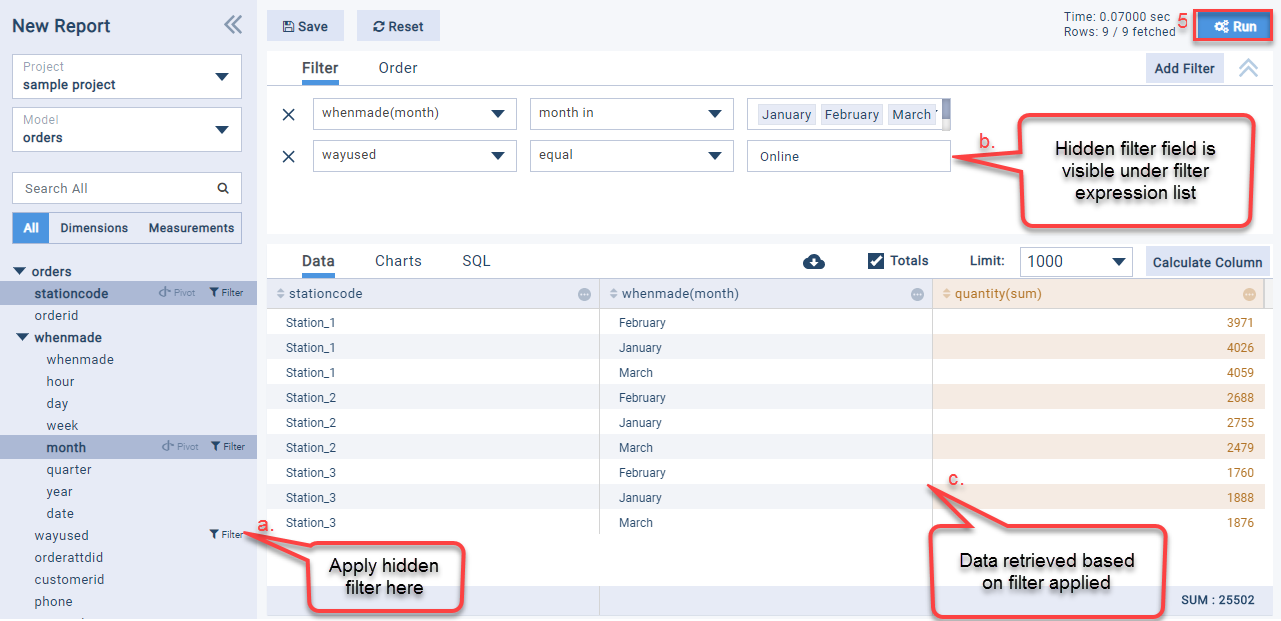 New Report
Project
sample project
Model
orders
Search All
All Dimensions Measurements
orders
stationcode Pivot Filter
orderid
whenmade
whenmade
hour
day
week
month Pivot Filter
quarter
year
date
wayused Filter
orderattdid
customerid
phone
a.
Apply hidden
filter here
Save Reset
Time: 0.07000 sec
Rows: 9 / 9 fetched
5
Run
Filter Order
Add Filter
whenmade(month) month in January February March
wayused equal Online
b.
Hidden filter field is
visible under filter
expression list
Data Charts SQL Totals Limit: 1000 Calculate Column
stationcode whenmade(month) quantity(sum)
Station_1 February 3971
Station_1 January 4026
Station_1 March 4059
Station_2 February 2688
Station_2 January 2755
Station_2 March 2479
Station_3 February 1760
Station_3 January 1888
Station_3 March 1876
c.
Data retrieved based
on filter applied
SUM : 25502